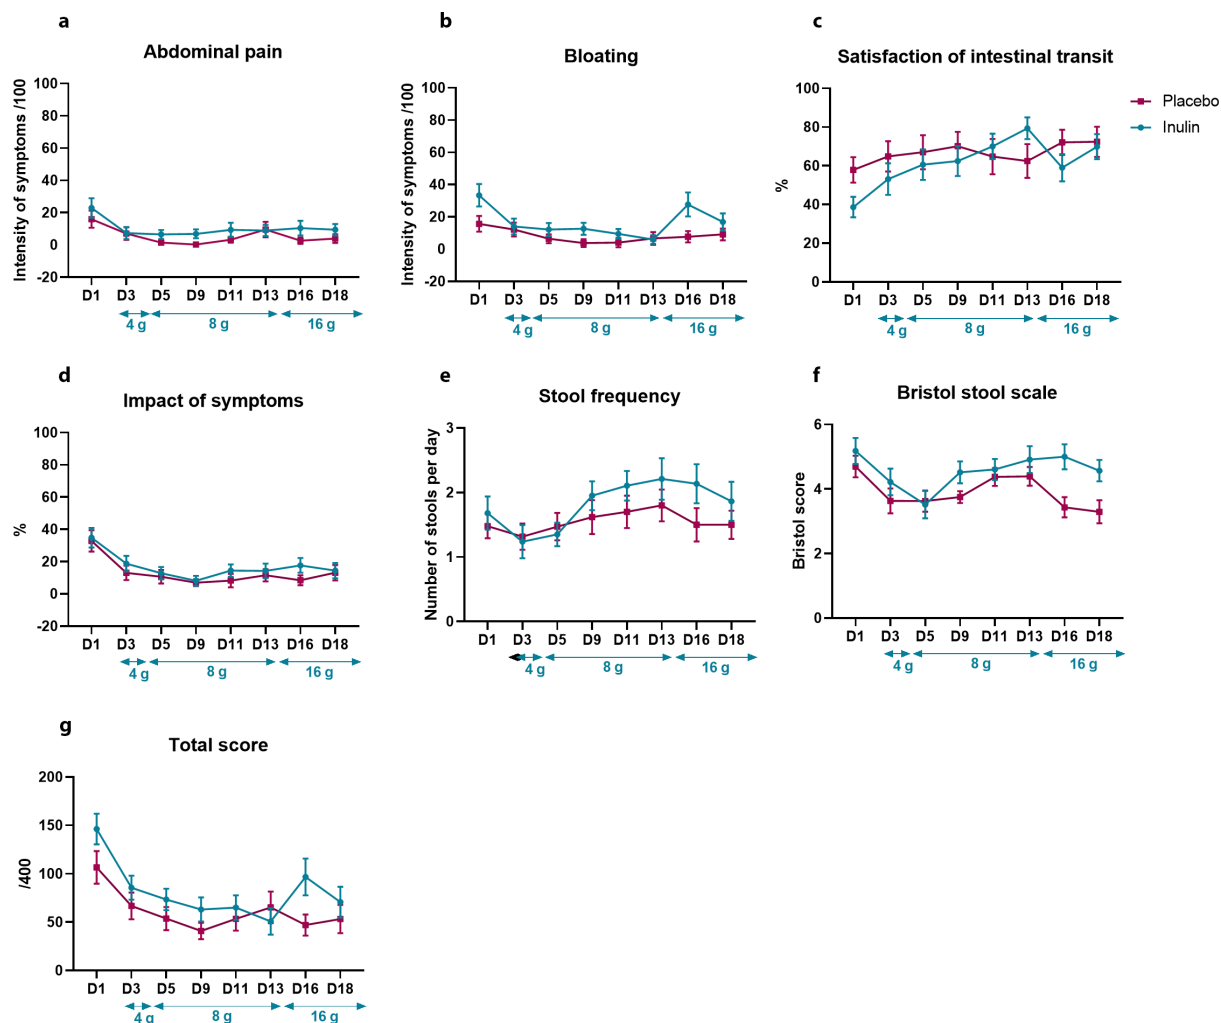 a
Abdominal pain
Intensity of symptoms /100
100
80
60
40
20
0
-20
D1 D3 D5 D9 D11 D13 D16 D18
4 g 8 g 16 g
b
Bloating
Intensity of symptoms /100
100
80
60
40
20
0
-20
D1 D3 D5 D9 D11 D13 D16 D18
4 g 8 g 16 g
c
Satisfaction of intestinal transit
%
100
80
60
40
20
0
D1 D3 D5 D9 D11 D13 D16 D18
4 g 8 g 16 g
Placebo
Inulin
d
Impact of symptoms
%
100
80
60
40
20
0
-20
D1 D3 D5 D9 D11 D13 D16 D18
4 g 8 g 16 g
e
Stool frequency
Number of stools per day
3
2
1
0
D1 D3 D5 D9 D11 D13 D16 D18
4 g 8 g 16 g
f
Bristol stool scale
Bristol score
6
4
2
0
D1 D3 D5 D9 D11 D13 D16 D18
4 g 8 g 16 g
g
Total score
/400
200
150
100
50
0
D1 D3 D5 D9 D11 D13 D16 D18
4 g 8 g 16 g